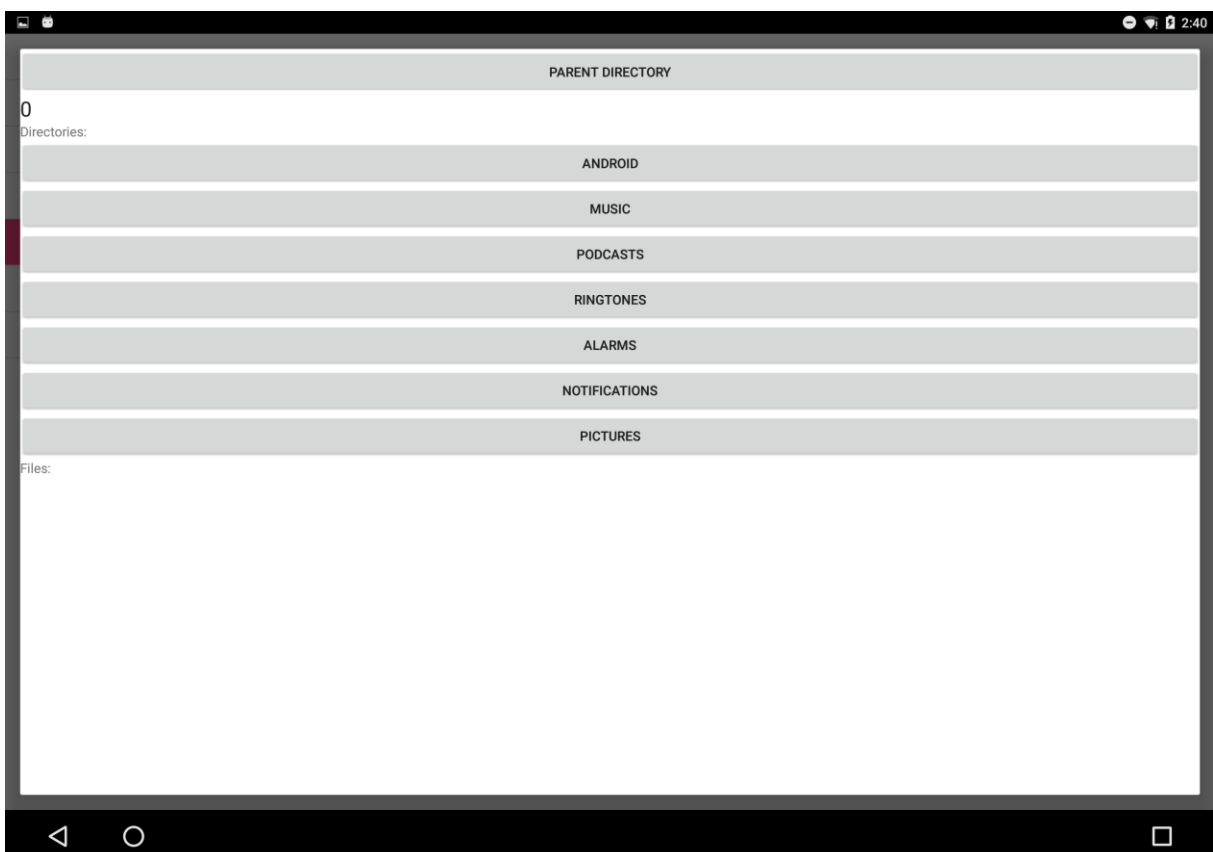 2:40
PARENT DIRECTORY
0
Directories:
ANDROID
MUSIC
PODCASTS
RINGTONES
ALARMS
NOTIFICATIONS
PICTURES
Files: